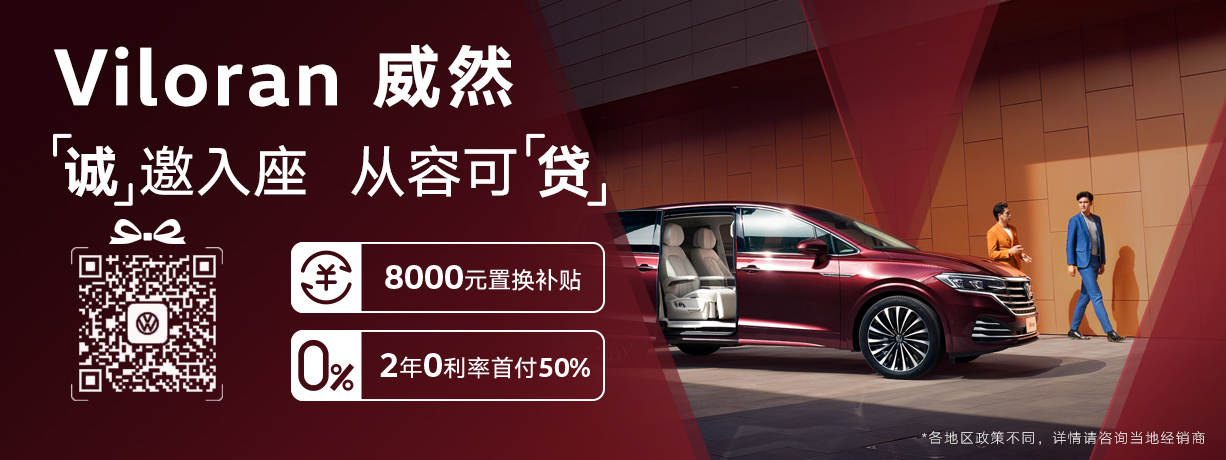 Viloran 威然
「诚」邀入座 从容可「贷」
8000元置换补贴
0% 2年0利率首付50%
*各地区政策不同，详情请咨询当地经销商